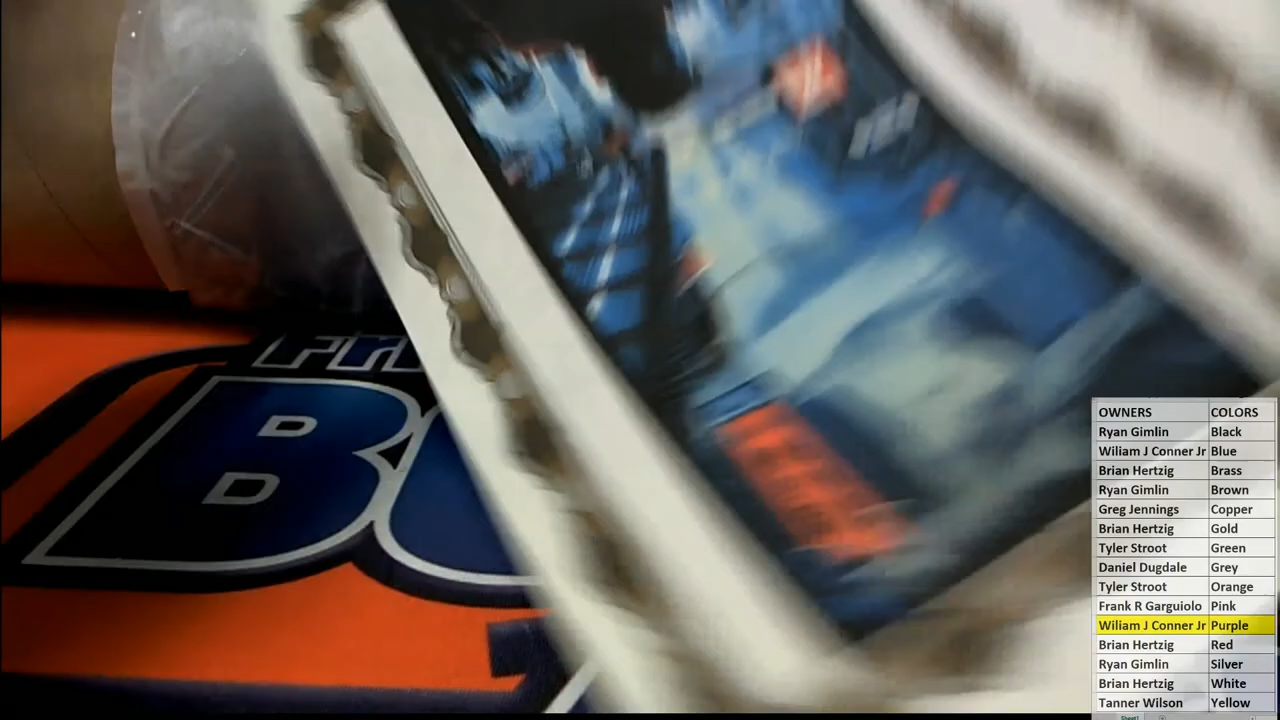 B
OWNERS COLORS
Ryan Gimlin Black
Wiliam J Conner Jr Blue
Brian Hertzig Brass
Ryan Gimlin Brown
Greg Jennings Copper
Brian Hertzig Gold
Tyler Stroot Green
Daniel Dugdale Grey
Tyler Stroot Orange
Frank R Garguiolo Pink
Wiliam J Conner Jr Purple
Brian Hertzig Red
Ryan Gimlin Silver
Brian Hertzig White
Tanner Wilson Yellow
Sheet1